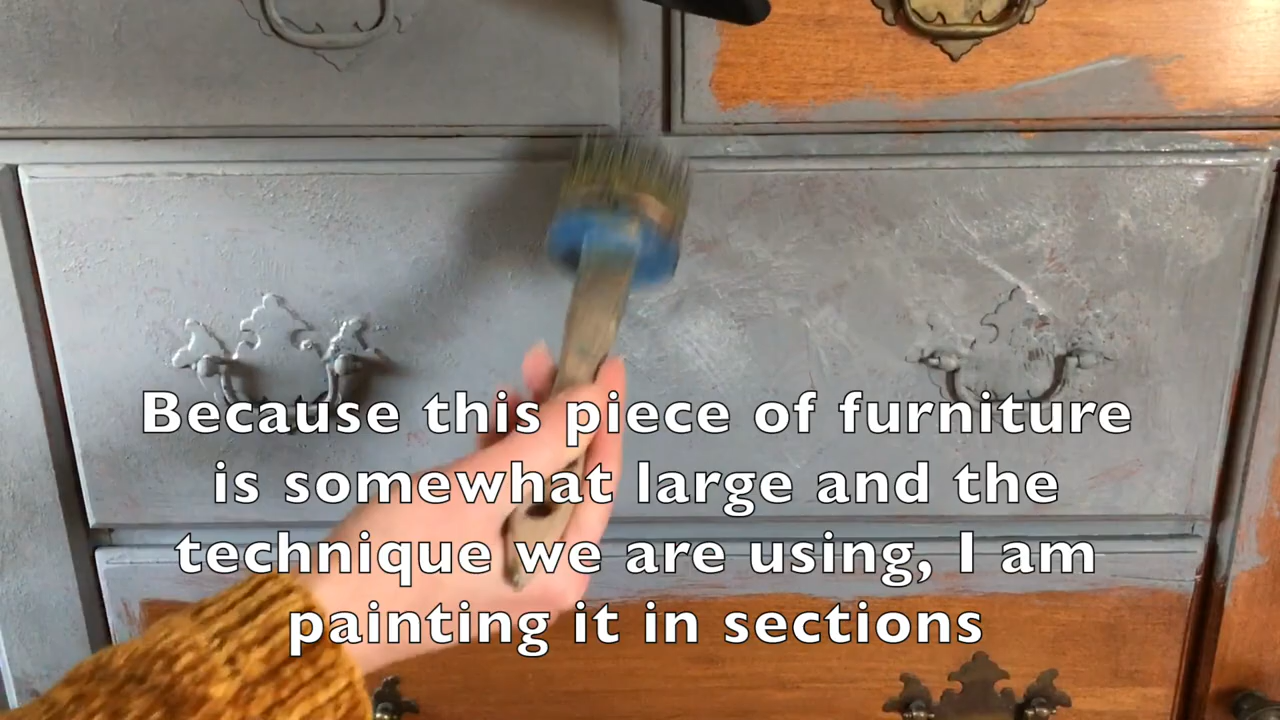 Because this piece of furniture
is somewhat large and the
technique we are using, I am
painting it in sections